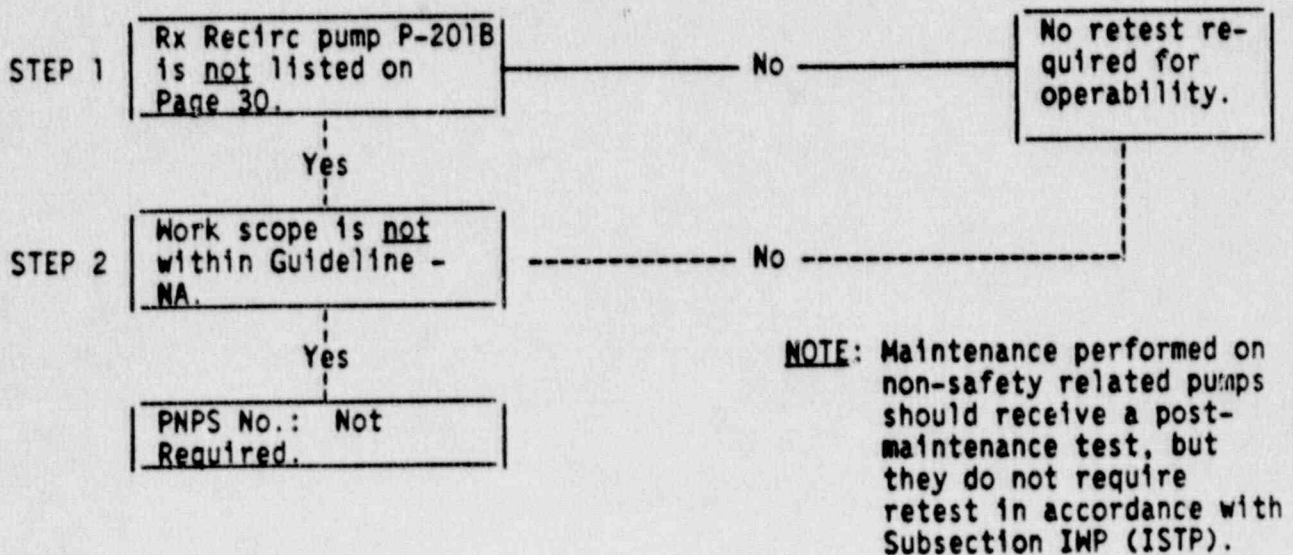 STEP 1
Rx Recirc pump P-201B
is not listed on
Page 30.
No
No retest re-
quired for
operability.
Yes
STEP 2
Work scope is not
within Guideline -
NA.
No
Yes
PNPS No.: Not
Required.
NOTE: Maintenance performed on
non-safety related pumps
should receive a post-
maintenance test, but
they do not require
retest in accordance with
Subsection IWP (ISTP).